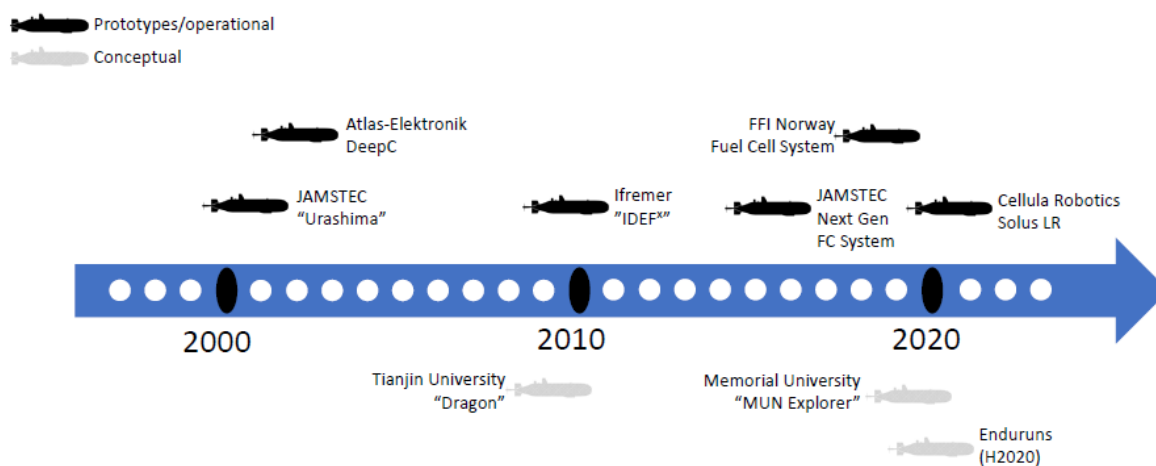 Prototypes/operational
Conceptual
Atlas-Elektronik
DeepC
FFI Norway
Fuel Cell System
JAMSTEC
“Urashima”
Ifremer
”IDEFˣ”
JAMSTEC
Next Gen
FC System
Cellula Robotics
Solus LR
2000
2010
2020
Tianjin University
“Dragon”
Memorial University
“MUN Explorer”
Enduruns
(H2020)